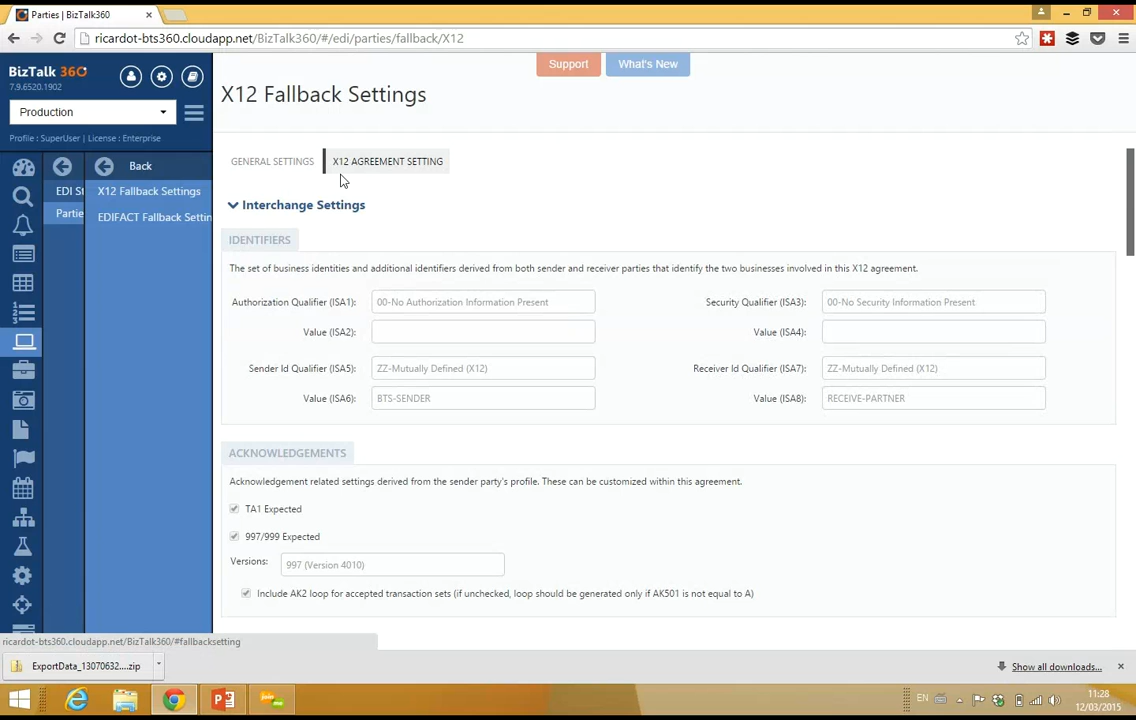 Parties | BizTalk360
ricardot-bts360.cloudapp.net/BizTalk360/#/edi/parties/fallback/X12
BizTalk 360
7.9.6520.1902
Production
Profile : SuperUser | License : Enterprise
Back
EDI St
Partie
X12 Fallback Settings
EDIFACT Fallback Settin
Support
What's New
X12 Fallback Settings
GENERAL SETTINGS
X12 AGREEMENT SETTING
Interchange Settings
IDENTIFIERS
The set of business identities and additional identifiers derived from both sender and receiver parties that identify the two businesses involved in this X12 agreement.
Authorization Qualifier (ISA1): 00-No Authorization Information Present
Security Qualifier (ISA3): 00-No Security Information Present
Value (ISA2):
Value (ISA4):
Sender Id Qualifier (ISA5): ZZ-Mutually Defined (X12)
Receiver Id Qualifier (ISA7): ZZ-Mutually Defined (X12)
Value (ISA6): BTS-SENDER
Value (ISA8): RECEIVE-PARTNER
ACKNOWLEDGEMENTS
Acknowledgement related settings derived from the sender party's profile. These can be customized within this agreement.
TA1 Expected
997/999 Expected
Versions: 997 (Version 4010)
Include AK2 loop for accepted transaction sets (if unchecked, loop should be generated only if AK501 is not equal to A)
ricardot-bts360.cloudapp.net/BizTalk360/#fallbacksetting
ExportData_13070632....zip
Show all downloads...
EN
11:28
12/03/2015